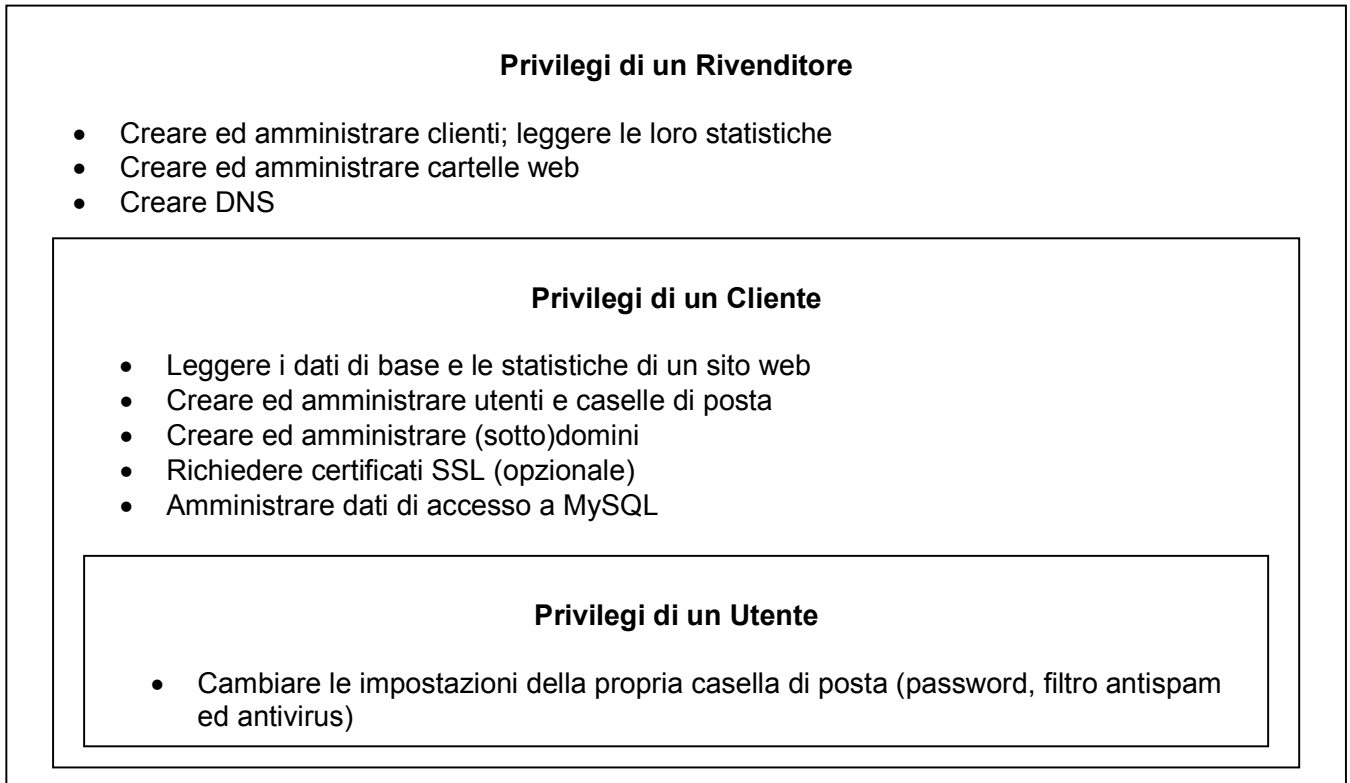 Privilegi di un Rivenditore
• Creare ed amministrare clienti; leggere le loro statistiche
• Creare ed amministrare cartelle web
• Creare DNS
Privilegi di un Cliente
• Leggere i dati di base e le statistiche di un sito web
• Creare ed amministrare utenti e caselle di posta
• Creare ed amministrare (sotto)domini
• Richiedere certificati SSL (opzionale)
• Amministrare dati di accesso a MySQL
Privilegi di un Utente
• Cambiare le impostazioni della propria casella di posta (password, filtro antispam
ed antivirus)